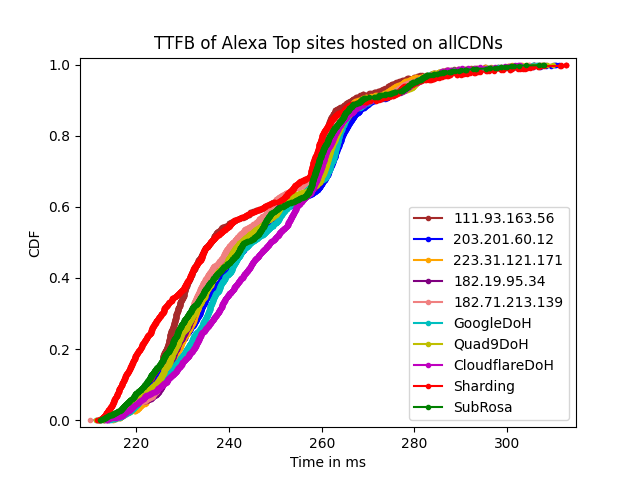 TTFB of Alexa Top sites hosted on allCDNs
1.0
0.8
0.6
0.4
0.2
0.0
CDF
220
240
260
280
300
Time in ms
111.93.163.56
203.201.60.12
223.31.121.171
182.19.95.34
182.71.213.139
GoogleDoH
Quad9DoH
CloudflareDoH
Sharding
SubRosa